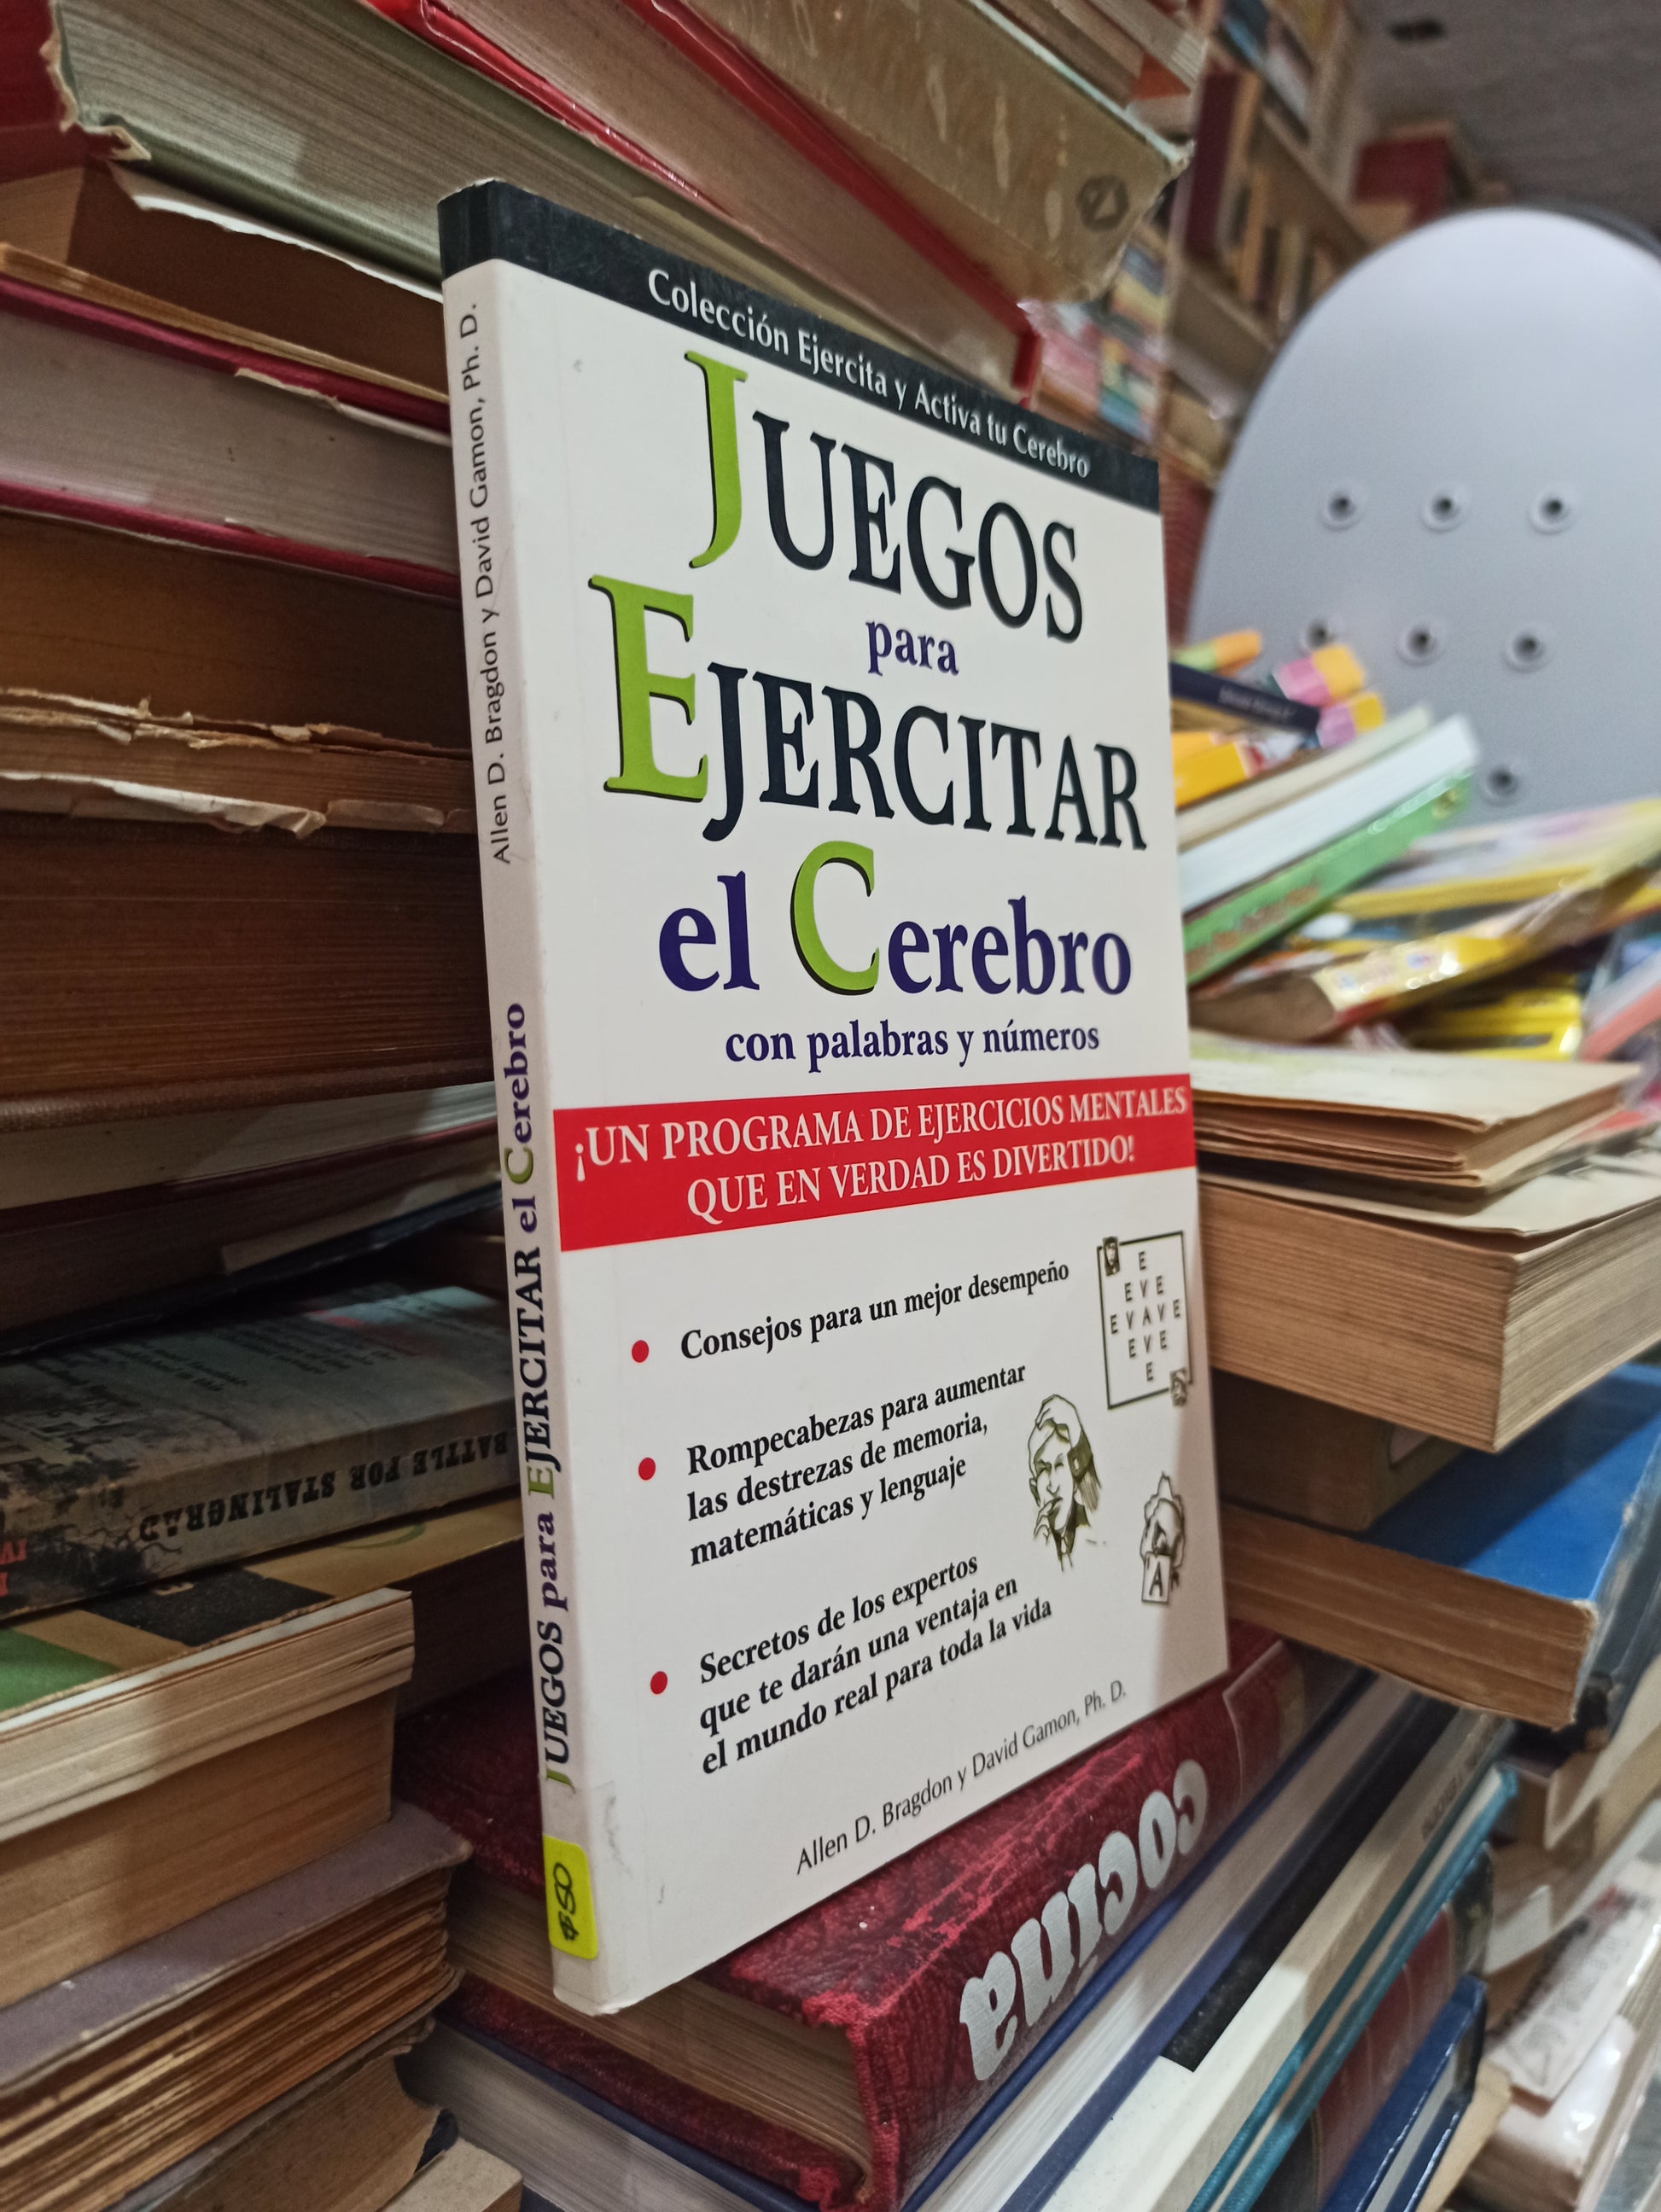 Colección Ejercita y Activa tu Cerebro
JUEGOS
para
EJERCITAR
el Cerebro
con palabras y números
¡UN PROGRAMA DE EJERCICIOS MENTALES
QUE EN VERDAD ES DIVERTIDO!
Consejos para un mejor desempeño
Rompecabezas para aumentar
las destrezas de memoria,
matemáticas y lenguaje
Secretos de los expertos
que te darán una ventaja en
el mundo real para toda la vida
E
E V E
E V A V E
E V E
E
A
Allen D. Bragdon y David Gamon, Ph. D.
Allen D. Bragdon y David Gamon, Ph. D.
JUEGOS para EJERCITAR el Cerebro
$50
BATTLE FOR STALINGRAD
cocina